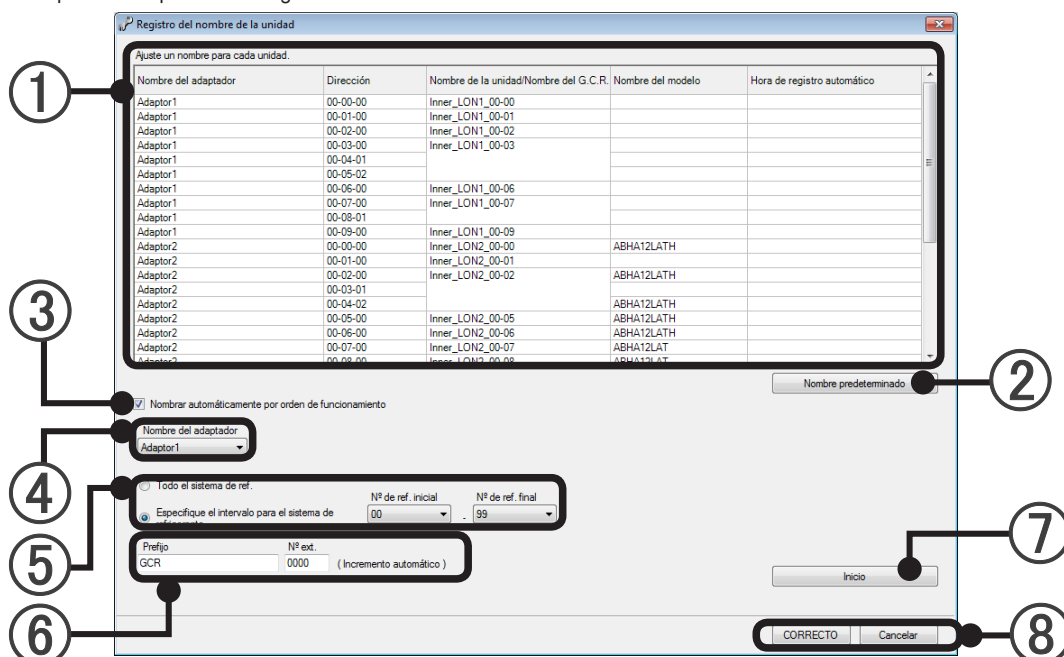 Registro del nombre de la unidad
Ajuste un nombre para cada unidad.
Nombre del adaptador Dirección Nombre de la unidad/Nombre del G.C.R. Nombre del modelo Hora de registro automático
Adaptor1 00-00-00 Inner_LON1_00-00
Adaptor1 00-01-00 Inner_LON1_00-01
Adaptor1 00-02-00 Inner_LON1_00-02
Adaptor1 00-03-00 Inner_LON1_00-03
Adaptor1 00-04-01
Adaptor1 00-05-02
Adaptor1 00-06-00 Inner_LON1_00-06
Adaptor1 00-07-00 Inner_LON1_00-07
Adaptor1 00-08-01
Adaptor1 00-09-00 Inner_LON1_00-09
Adaptor2 00-00-00 Inner_LON2_00-00 ABHA12LATH
Adaptor2 00-01-00 Inner_LON2_00-01
Adaptor2 00-02-00 Inner_LON2_00-02 ABHA12LATH
Adaptor2 00-03-01
Adaptor2 00-04-02 ABHA12LATH
Adaptor2 00-05-00 Inner_LON2_00-05 ABHA12LATH
Adaptor2 00-06-00 Inner_LON2_00-06 ABHA12LATH
Adaptor2 00-07-00 Inner_LON2_00-07 ABHA12LAT
Adaptor2 00-08-00 Inner_LON2_00-08 ABHA12LAT
1
Nombre predeterminado
2
3
Nombrar automáticamente por orden de funcionamiento
Nombre del adaptador
Adaptor1
4
Todo el sistema de ref.
Nº de ref. inicial Nº de ref. final
Especifique el intervalo para el sistema de
00 - 99
5
Prefijo Nº ext.
GCR 0000 ( Incremento automático )
6
Inicio
7
CORRECTO Cancelar
8